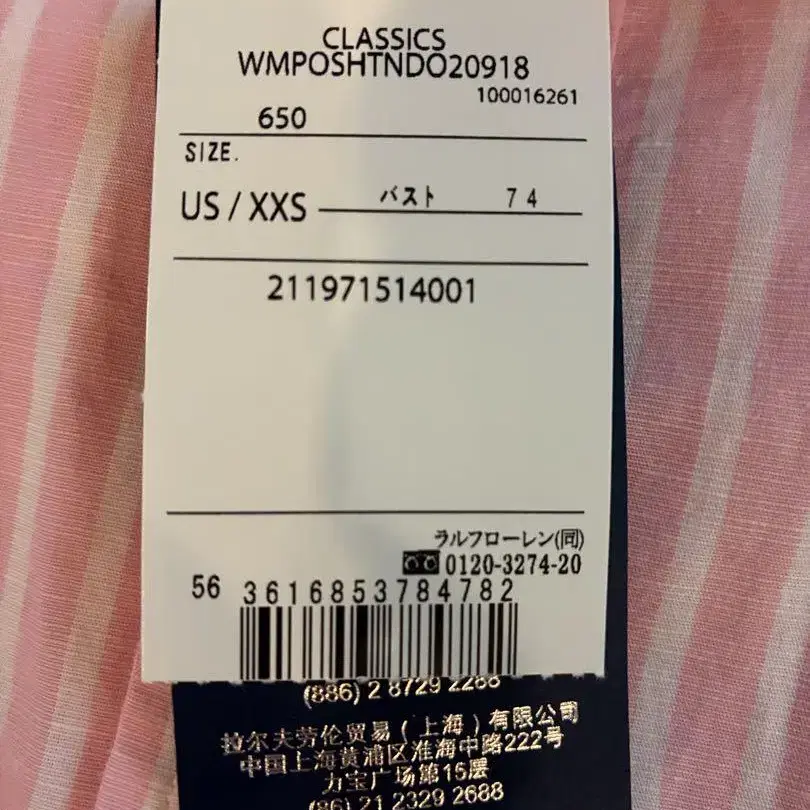 CLASSICS
WMPOSHTNDO20918
100016261
650
SIZE.
US / XXS バスト 74
211971514001
ラルフローレン(同)
0120-3274-20
56 3616853784782
(886) 2 8729 2288
拉尔夫劳伦贸易(上海)有限公司
中国上海黄浦区淮海中路222号
力宝广场第15层
(86) 21 2329 2688